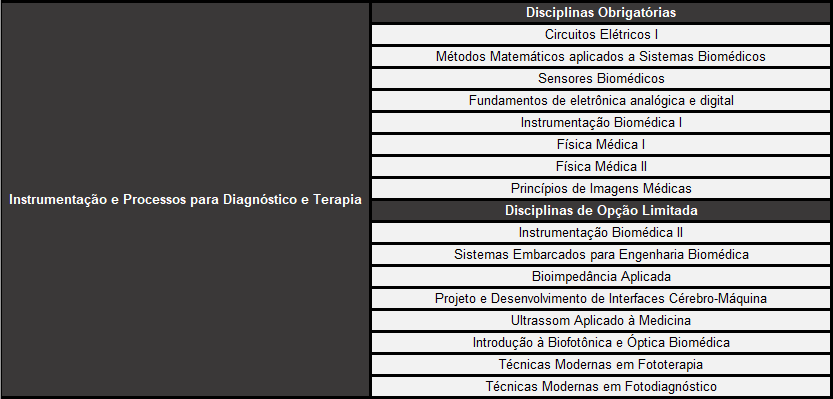 Instrumentação e Processos para Diagnóstico e Terapia
Disciplinas Obrigatórias
Circuitos Elétricos I
Métodos Matemáticos aplicados a Sistemas Biomédicos
Sensores Biomédicos
Fundamentos de eletrônica analógica e digital
Instrumentação Biomédica I
Física Médica I
Física Médica II
Princípios de Imagens Médicas
Disciplinas de Opção Limitada
Instrumentação Biomédica II
Sistemas Embarcados para Engenharia Biomédica
Bioimpedância Aplicada
Projeto e Desenvolvimento de Interfaces Cérebro-Máquina
Ultrassom Aplicado à Medicina
Introdução à Biofotônica e Óptica Biomédica
Técnicas Modernas em Fototerapia
Técnicas Modernas em Fotodiagnóstico